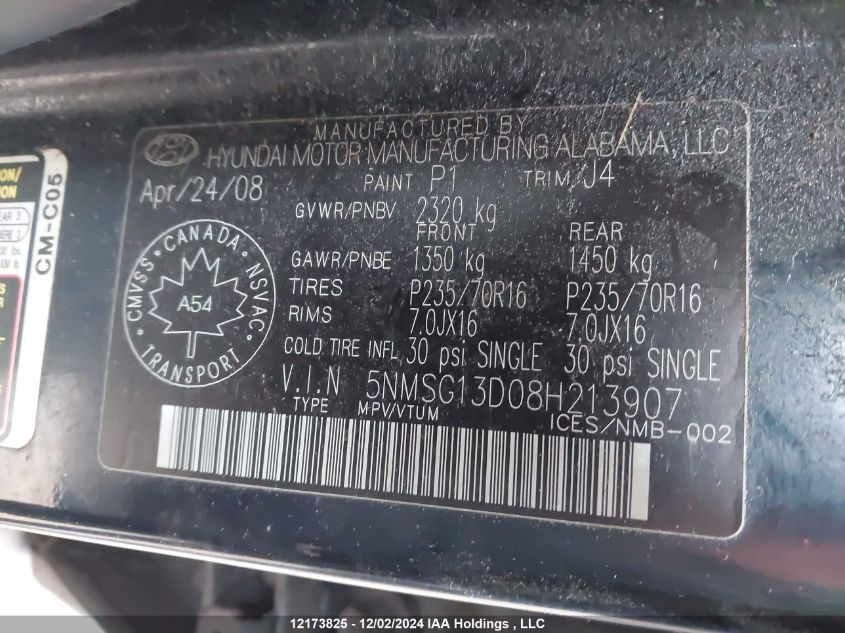 MANUFACTURED BY
HYUNDAI MOTOR MANUFACTURING ALABAMA, LLC
Apr/24/08 PAINT P1 TRIM J4
GVWR/PNBV 2320 kg
FRONT REAR
GAWR/PNBE 1350 kg 1450 kg
TIRES P235/70R16 P235/70R16
RIMS 7.0JX16 7.0JX16
COLD TIRE INFL 30 psi SINGLE 30 psi SINGLE
V.I.N 5NMSG13D08H213907
TYPE MPV/VTUM ICES/NMB-002
CANADA
CMVSS NSVAC
A54
TRANSPORT
CM-C05
12173825 - 12/02/2024 IAA Holdings , LLC